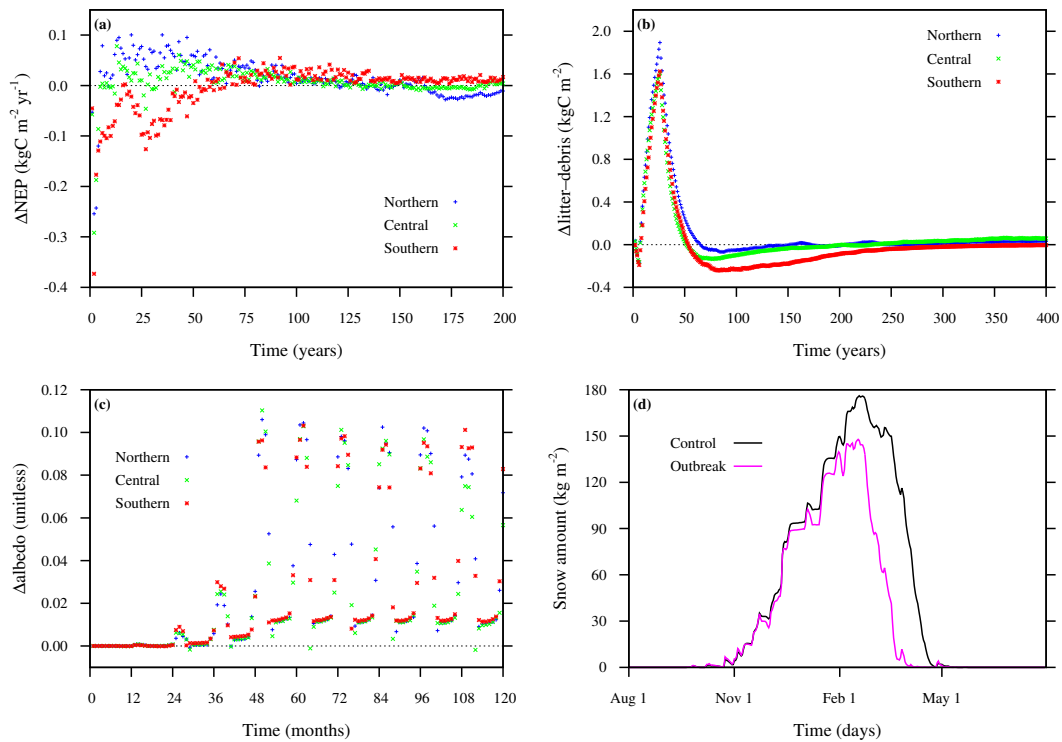 (a)
0.1
0.0
-0.1
-0.2
-0.3
-0.4
ΔNEP (kgC m⁻² yr⁻¹)
Northern
Central
Southern
0 25 50 75 100 125 150 175 200
Time (years)
(b)
2.0
1.6
1.2
0.8
0.4
0.0
-0.4
Δlitter–debris (kgC m⁻²)
Northern
Central
Southern
0 50 100 150 200 250 300 350 400
Time (years)
(c)
0.12
0.10
0.08
0.06
0.04
0.02
0.00
Δalbedo (unitless)
Northern
Central
Southern
0 12 24 36 48 60 72 84 96 108 120
Time (months)
(d)
180
150
120
90
60
30
0
Snow amount (kg m⁻²)
Control
Outbreak
Aug 1 Nov 1 Feb 1 May 1
Time (days)